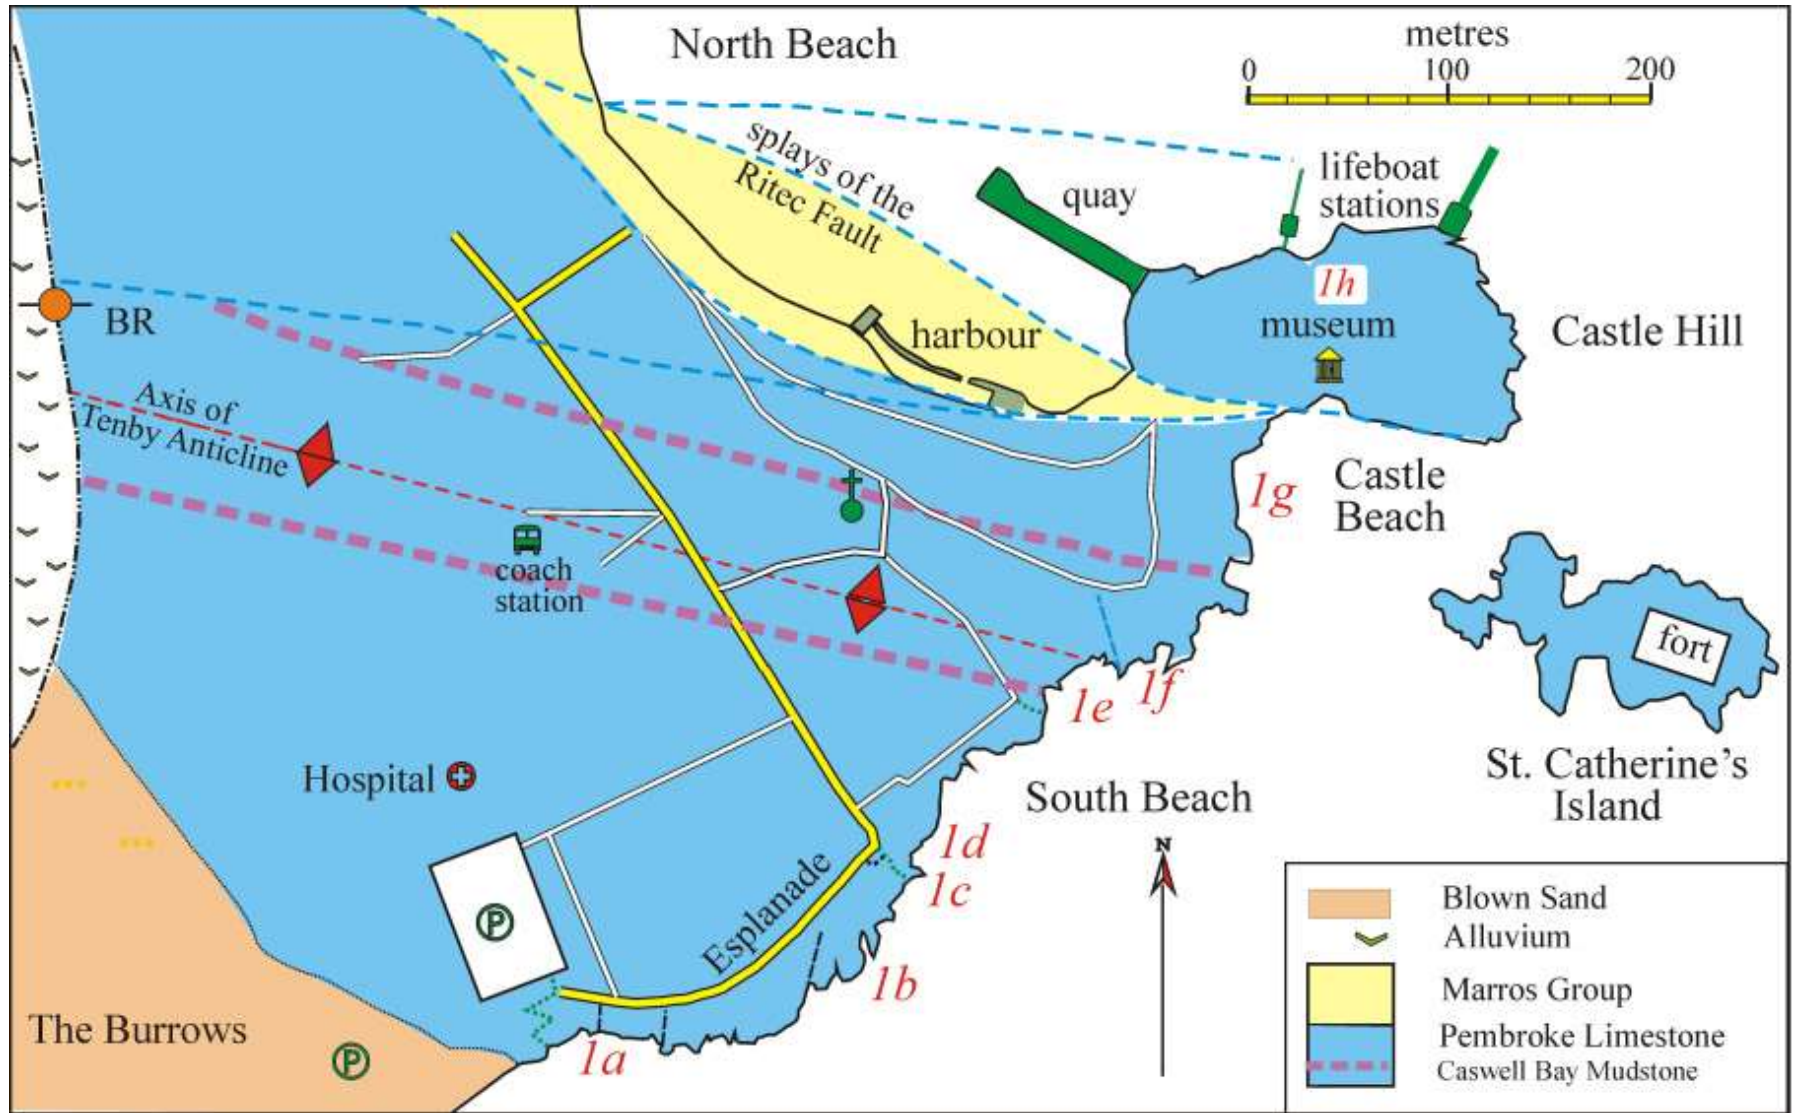 North Beach
metres
0 100 200
splays of the
Ritec Fault
quay
lifeboat
stations
1h
museum
Castle Hill
harbour
BR
Axis of
Tenby Anticline
1g
Castle
Beach
coach
station
fort
1e
1f
St. Catherine's
Island
Hospital
South Beach
N
1d
1c
Esplanade
P
1b
The Burrows
P
1a
Blown Sand
Alluvium
Marros Group
Pembroke Limestone
Caswell Bay Mudstone